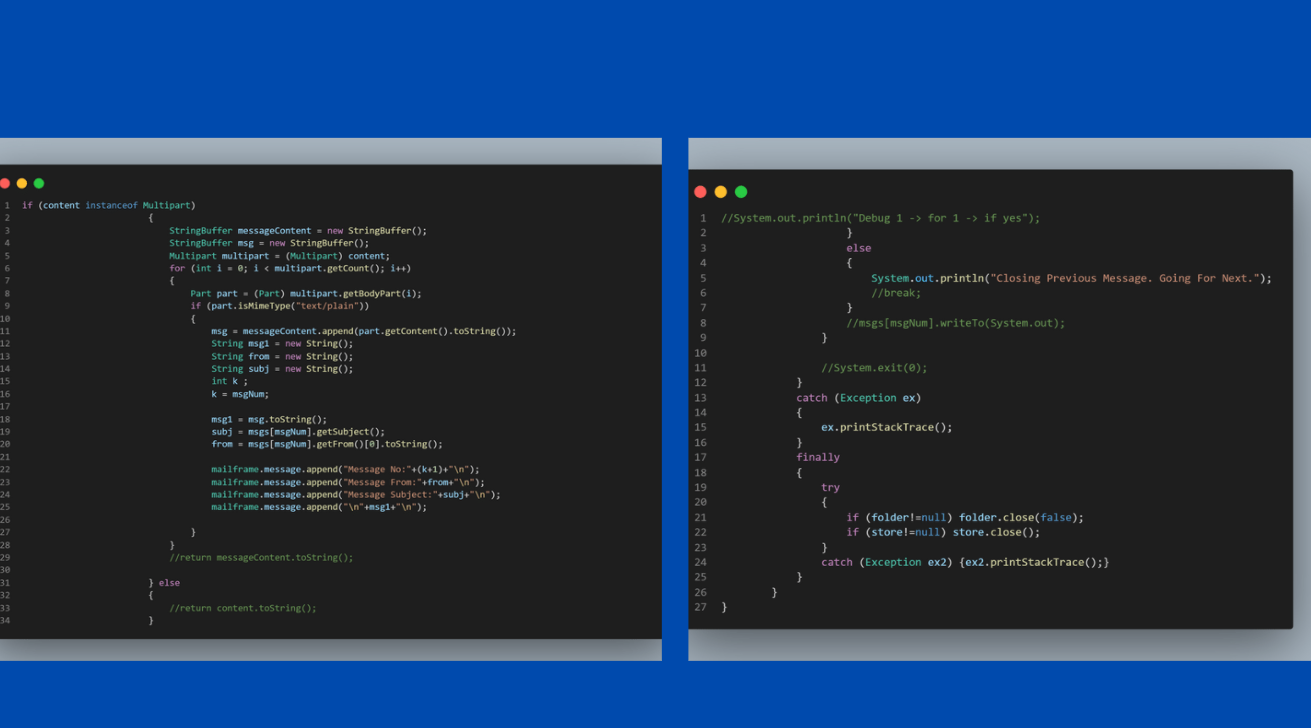 1 if (content instanceof Multipart)
2 {
3 StringBuffer messageContent = new StringBuffer();
4 StringBuffer msg = new StringBuffer();
5 Multipart multipart = (Multipart) content;
6 for (int i = 0; i < multipart.getCount(); i++)
7 {
8 Part part = (Part) multipart.getBodyPart(i);
9 if (part.isMimeType("text/plain"))
10 {
11 msg = messageContent.append(part.getContent().toString());
12 String msg1 = new String();
13 String from = new String();
14 String subj = new String();
15 int k ;
16 k = msgNum;
17
18 msg1 = msg.toString();
19 subj = msgs[msgNum].getSubject();
20 from = msgs[msgNum].getFrom()[0].toString();
21
22 mailframe.message.append("Message No:"+(k+1)+"\n");
23 mailframe.message.append("Message From:"+from+"\n");
24 mailframe.message.append("Message Subject:"+subj+"\n");
25 mailframe.message.append("\n"+msg1+"\n");
26
27 }
28 }
29 //return messageContent.toString();
30
31 } else
32 {
33 //return content.toString();
34 }
1 //System.out.println("Debug 1 -> for 1 -> if yes");
2 }
3 else
4 {
5 System.out.println("Closing Previous Message. Going For Next.");
6 //break;
7 }
8 //msgs[msgNum].writeTo(System.out);
9 }
10
11 //System.exit(0);
12 }
13 catch (Exception ex)
14 {
15 ex.printStackTrace();
16 }
17 finally
18 {
19 try
20 {
21 if (folder!=null) folder.close(false);
22 if (store!=null) store.close();
23 }
24 catch (Exception ex2) {ex2.printStackTrace();}
25 }
26 }
27 }